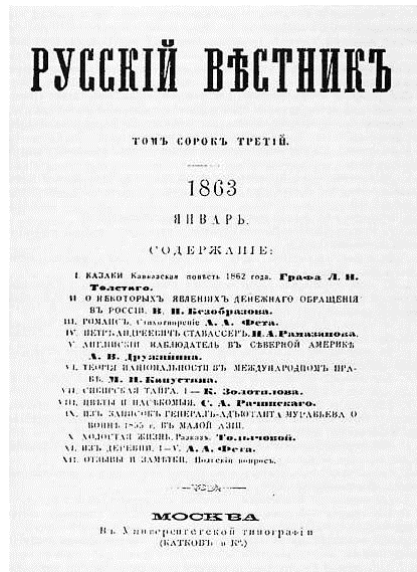 РУССКІЙ ВѢСТНИКЪ
ТОМЪ СОРОКЪ ТРЕТІЙ.
1863
ЯНВАРЬ.
СОДЕРЖАНІЕ:
I. КАЗАКИ Кавказская повѣсть 1862 года. Графа Л. Н.
Толстаго.
II О НѢКОТОРЫХЪ ЯВЛЕНІЯХЪ ДЕНЕЖНАГО ОБРАЩЕНІЯ
ВЪ РОССІИ. В. П. Безобразова.
III. РОМАНСЪ. Стихотвореніе А. А. Фета.
IV. ПЕТРЪ АНДРЕЕВИЧЪ СТАВАССЕРЪ. Н. А. Рамазанова.
V. АНГЛІЙСКІЙ НАБЛЮДАТЕЛЬ ВЪ СѢВЕРНОЙ АМЕРИКѢ
А. В. Дружинина.
VI. ТЕОРІЯ НАЦІОНАЛЬНОСТИ ВЪ МЕЖДУНАРОДНОМЪ ПРА-
ВѢ. М. Н. Капустина.
VII. СИБИРСКАЯ ТАЙГА. I — К. Золотилова.
VIII. ЦВѢТЫ И НАСѢКОМЫЯ. С. А. Рачинскаго.
IX. ИЗЪ ЗАПИСОКЪ ГЕНЕРАЛЪ-АДЪЮТАНТА МУРАВЬЕВА О
ВОЙНѢ 1855 г. ВЪ МАЛОЙ АЗІИ.
X. ХОЛОСТАЯ ЖИЗНЬ. Разказъ. Толычовой.
XI. ИЗЪ ДЕРЕВНИ. I—V. А. А. Фета.
XII. ОТЗЫВЫ И ЗАМѢТКИ. Польскій вопросъ.
МОСКВА
Въ Университетской типографіи
(КАТКОВЪ и К°.)